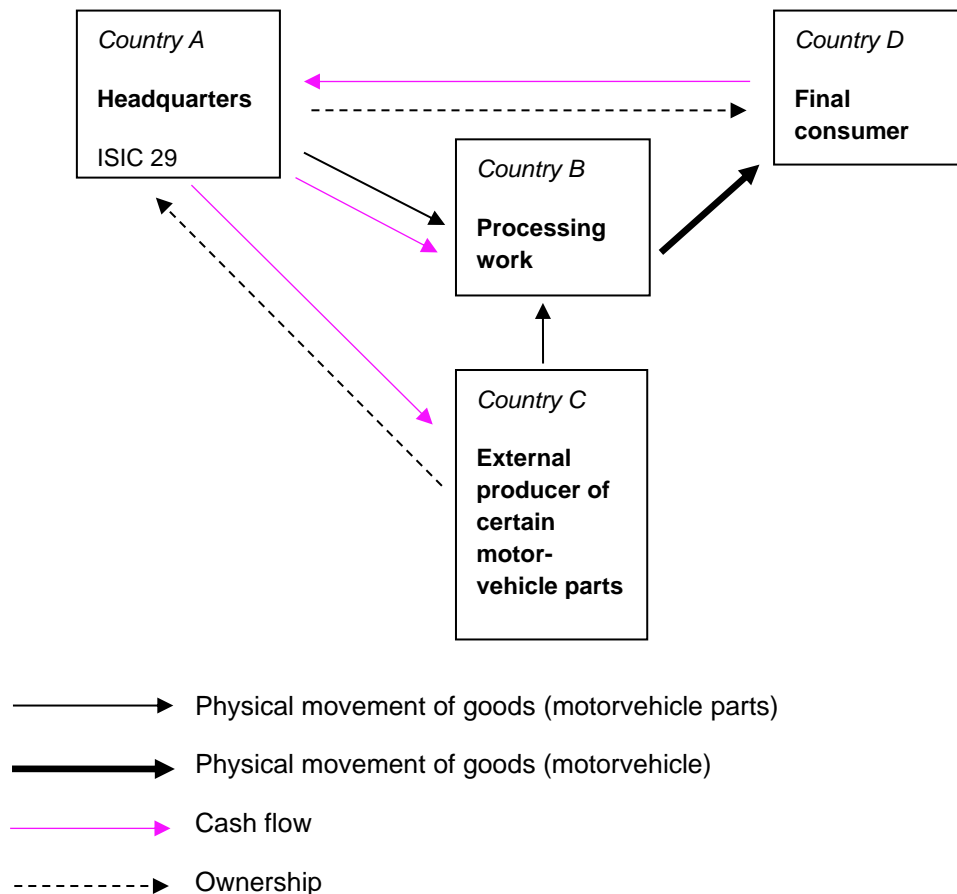 Country A
Headquarters
ISIC 29
Country D
Final
consumer
Country B
Processing
work
Country C
External
producer of
certain
motor-
vehicle parts
Physical movement of goods (motorvehicle parts)
Physical movement of goods (motorvehicle)
Cash flow
Ownership